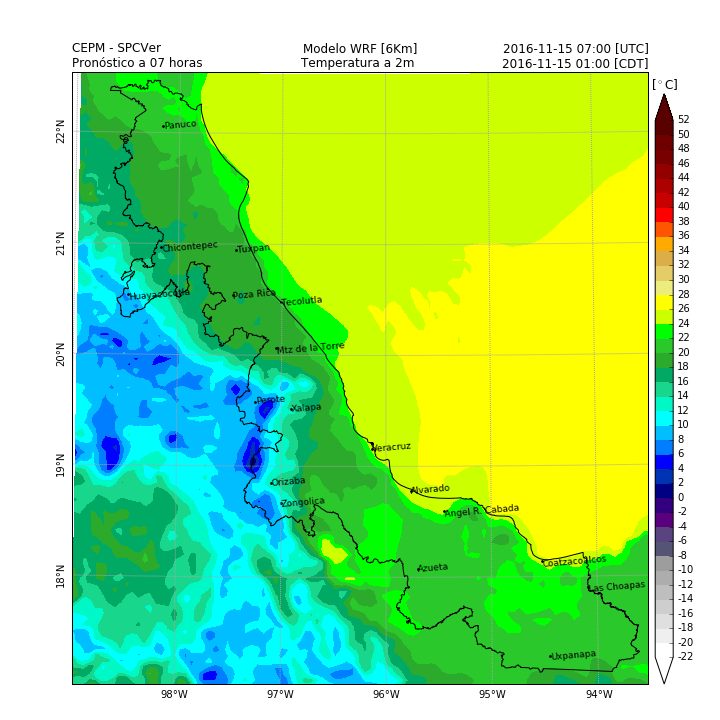 CEPM - SPCVer Modelo WRF [6Km] 2016-11-15 07:00 [UTC]
Pronóstico a 07 horas Temperatura a 2m 2016-11-15 01:00 [CDT]
[°C]
52
50
48
46
44
42
40
38
36
34
32
30
28
26
24
22
20
18
16
14
12
10
8
6
4
2
0
-2
-4
-6
-8
-10
-12
-14
-16
-18
-20
-22
22°N
21°N
20°N
19°N
18°N
Panuco
Chicontepec
Tuxpan
Huayacocotla
Poza Rica
Tecolutla
Mtz de la Torre
Perote
Xalapa
Veracruz
Orizaba
Alvarado
Zongolica
Angel R. Cabada
Azueta
Coatzacoalcos
Las Choapas
Uxpanapa
98°W 97°W 96°W 95°W 94°W